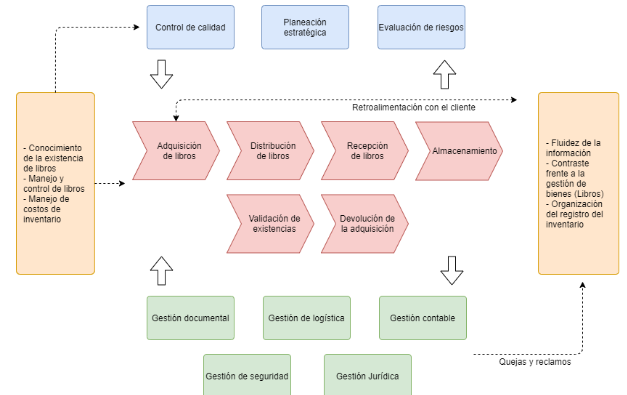 Control de calidad
Planeación
estratégica
Evaluación de riesgos
Retroalimentación con el cliente
- Conocimiento
de la existencia
de libros
- Manejo y
control de libros
- Manejo de
costos de
inventario
Adquisición
de libros
Distribución
de libros
Recepción
de libros
Almacenamiento
- Fluidez de la
información
- Contraste
frente a la
gestión de
bienes (Libros)
- Organización
del registro del
inventario
Validación de
existencias
Devolución de
la adquisición
Gestión documental
Gestión de logística
Gestión contable
Quejas y reclamos
Gestión de seguridad
Gestión Jurídica